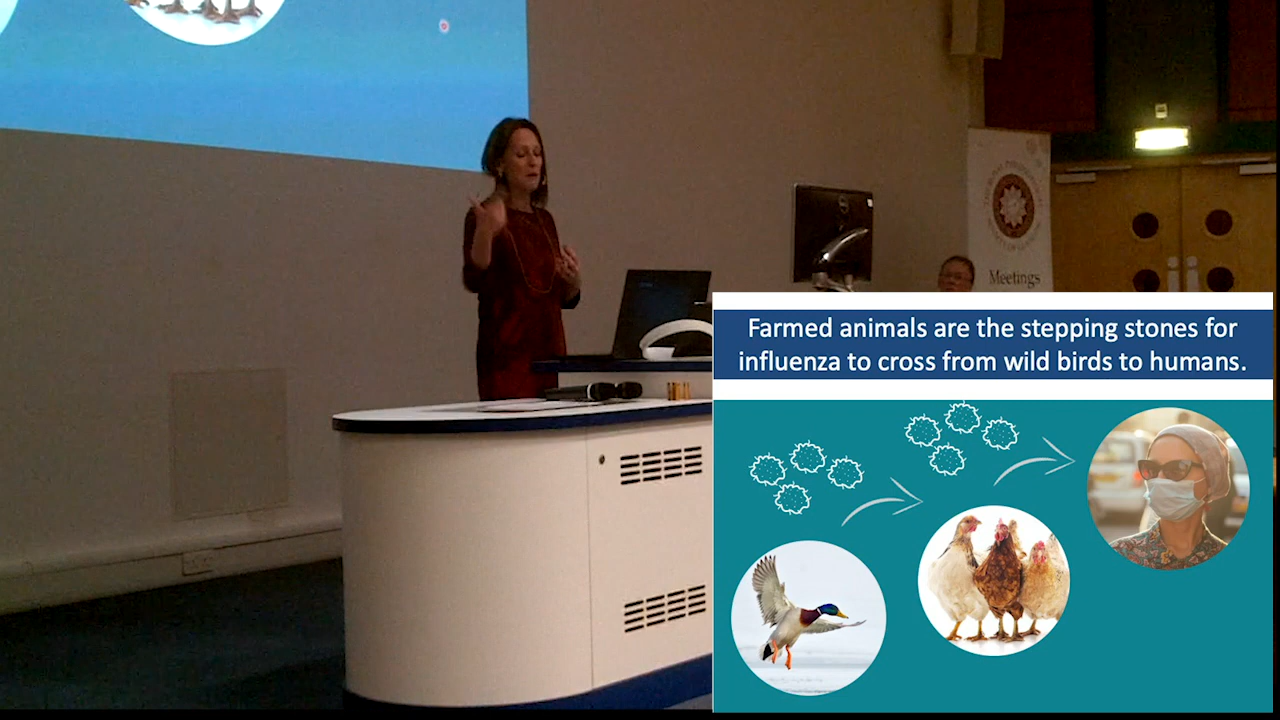 Meetings
Farmed animals are the stepping stones for
influenza to cross from wild birds to humans.